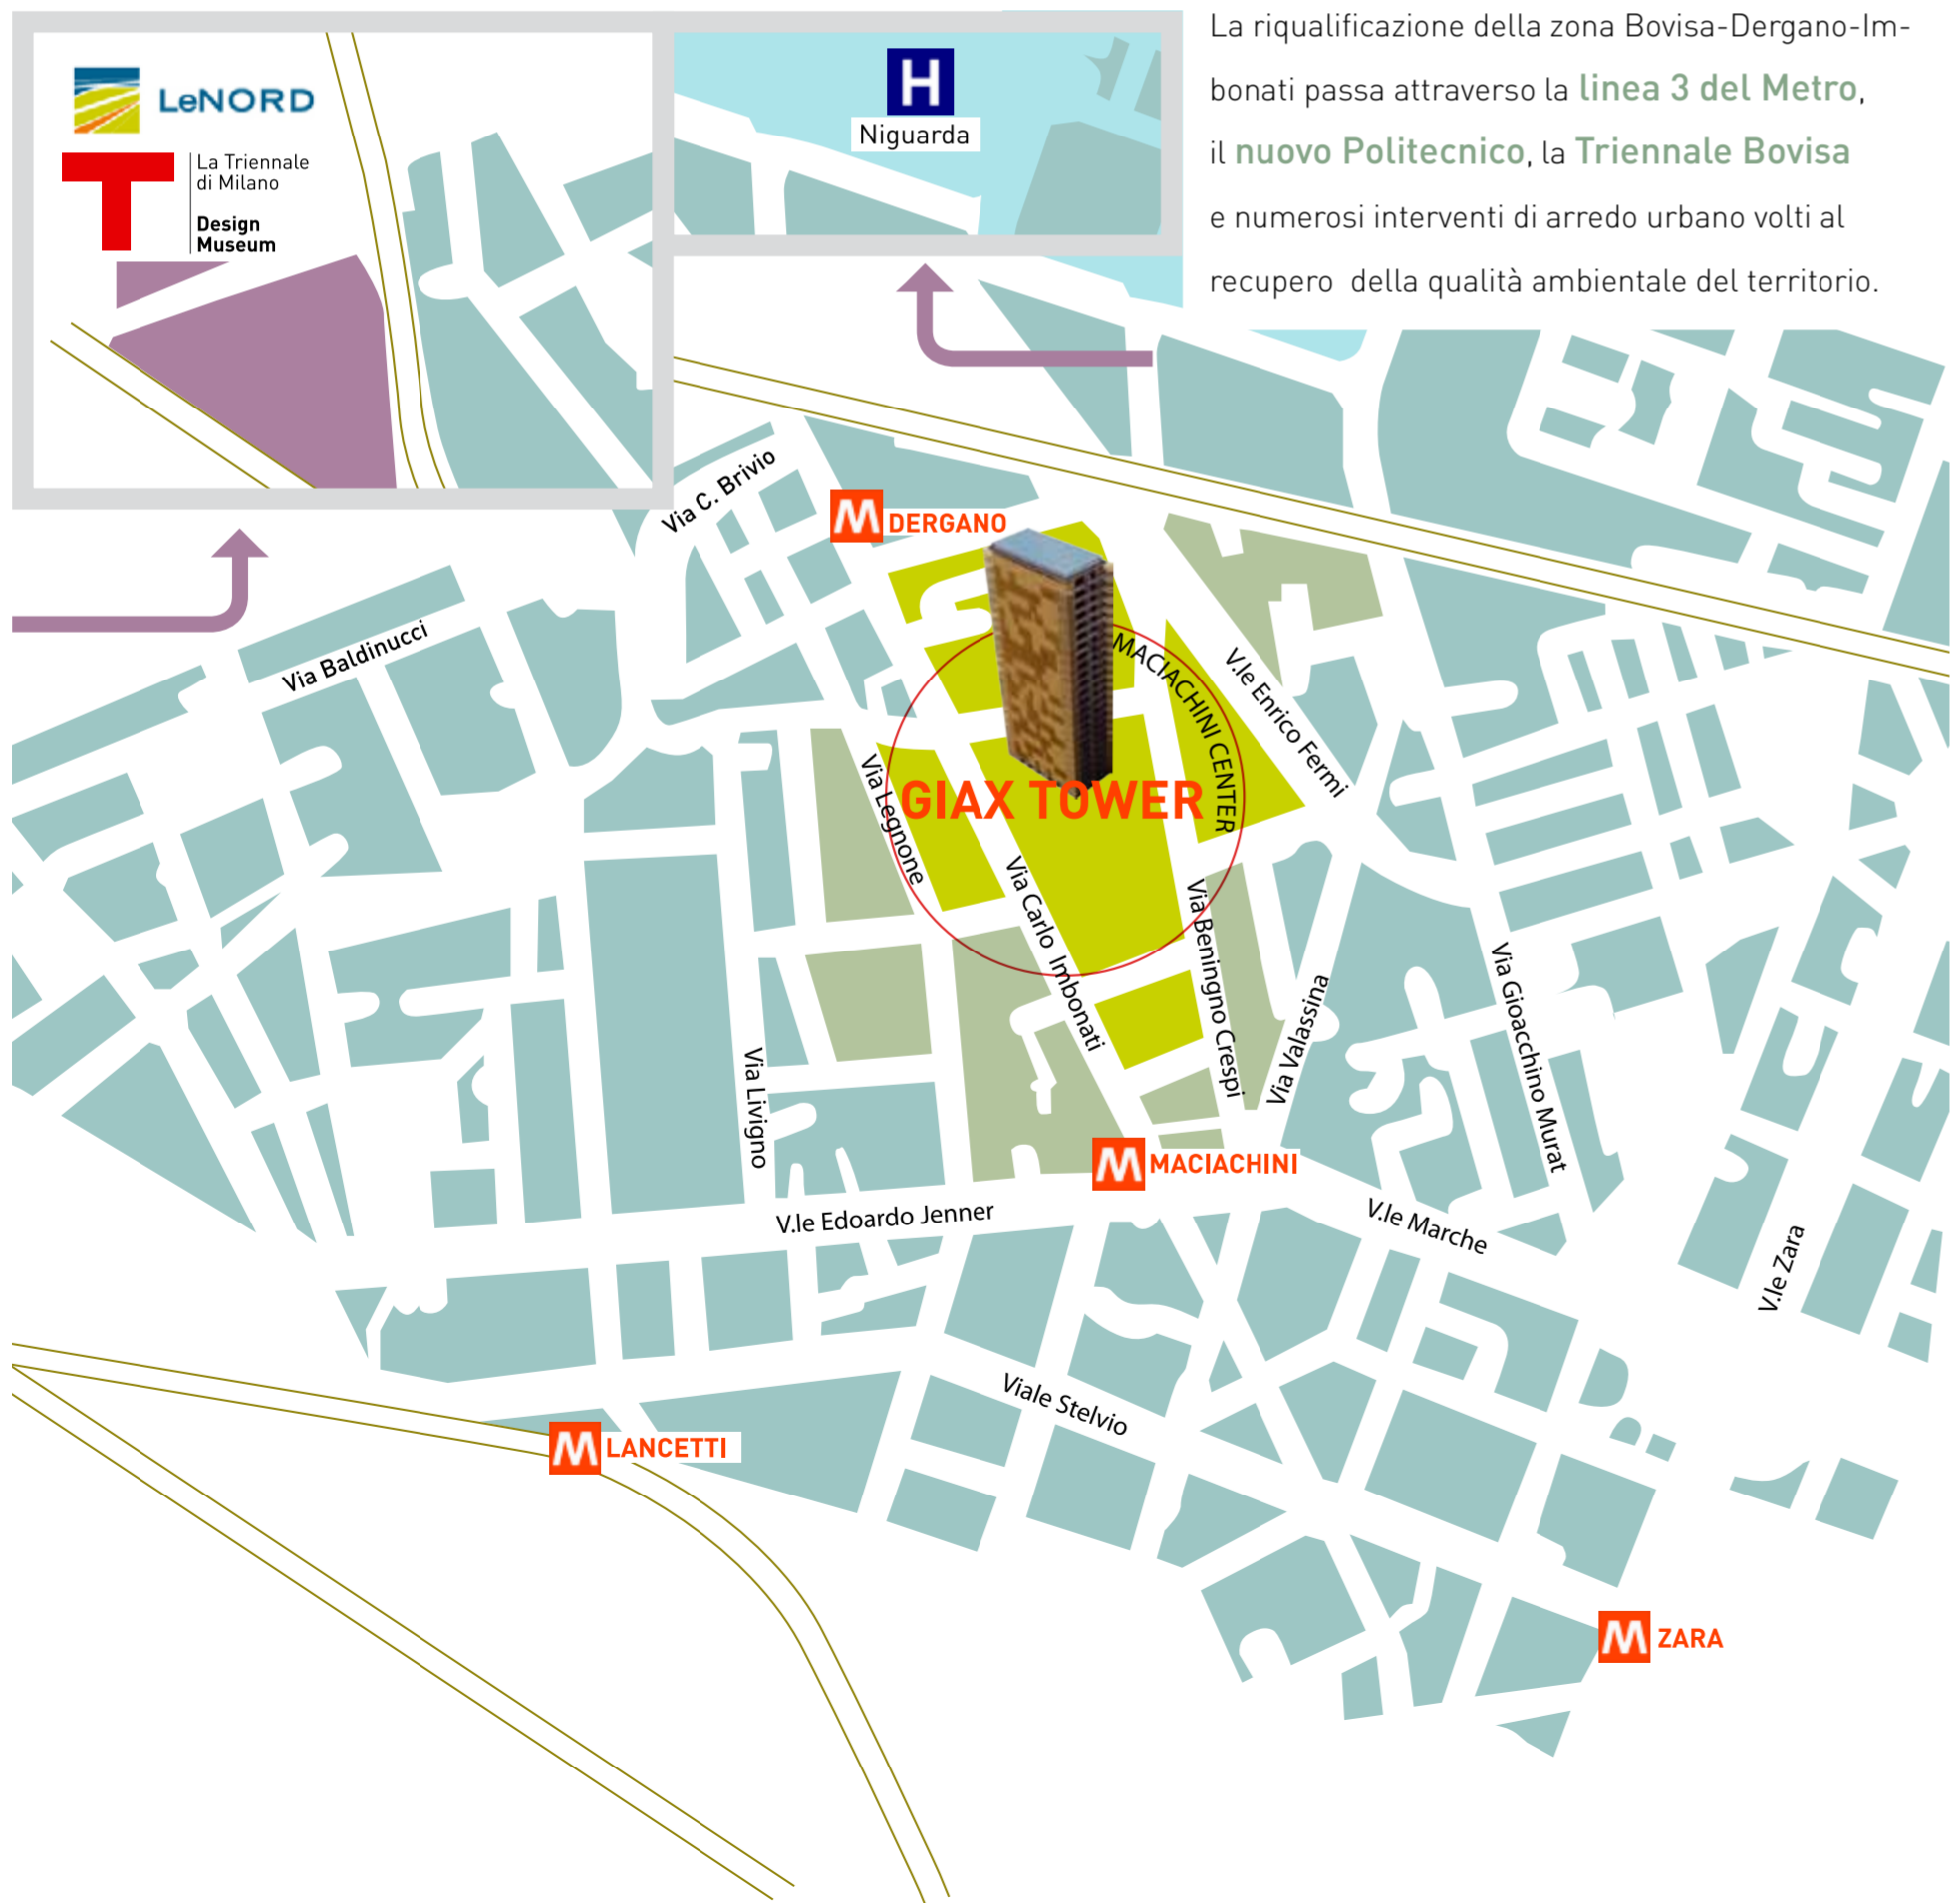 La riqualificazione della zona Bovisa-Dergano-Im-
bonati passa attraverso la linea 3 del Metro,
il nuovo Politecnico, la Triennale Bovisa
e numerosi interventi di arredo urbano volti al
recupero della qualità ambientale del territorio.
LeNORD
T
La Triennale
di Milano
Design
Museum
H
Niguarda
Via C. Brivio
M DERGANO
Via Baldinucci
MACIACHINI CENTER
V.le Enrico Fermi
GIAX TOWER
Via Legnone
Via Carlo Imbonati
Via Beningno Crespi
Via Valassina
Via Gioacchino Murat
Via Livigno
M MACIACHINI
V.le Edoardo Jenner
V.le Marche
V.le Zara
Viale Stelvio
M LANCETTI
M ZARA